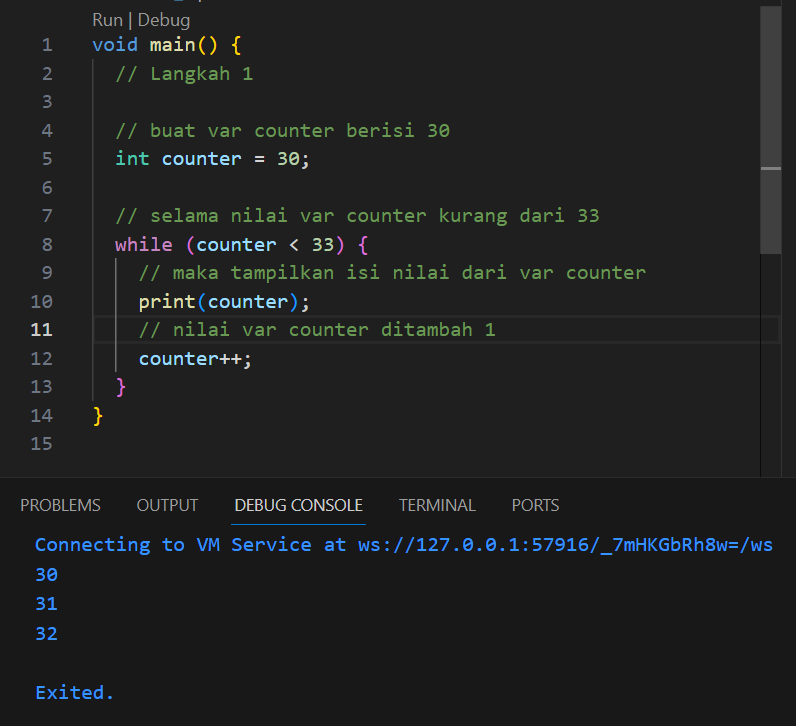 Run | Debug
1 void main() {
2 // Langkah 1
3
4 // buat var counter berisi 30
5 int counter = 30;
6
7 // selama nilai var counter kurang dari 33
8 while (counter < 33) {
9 // maka tampilkan isi nilai dari var counter
10 print(counter);
11 // nilai var counter ditambah 1
12 counter++;
13 }
14 }
15
PROBLEMS OUTPUT DEBUG CONSOLE TERMINAL PORTS
Connecting to VM Service at ws://127.0.0.1:57916/_7mHKGbRh8w=/ws
30
31
32
Exited.